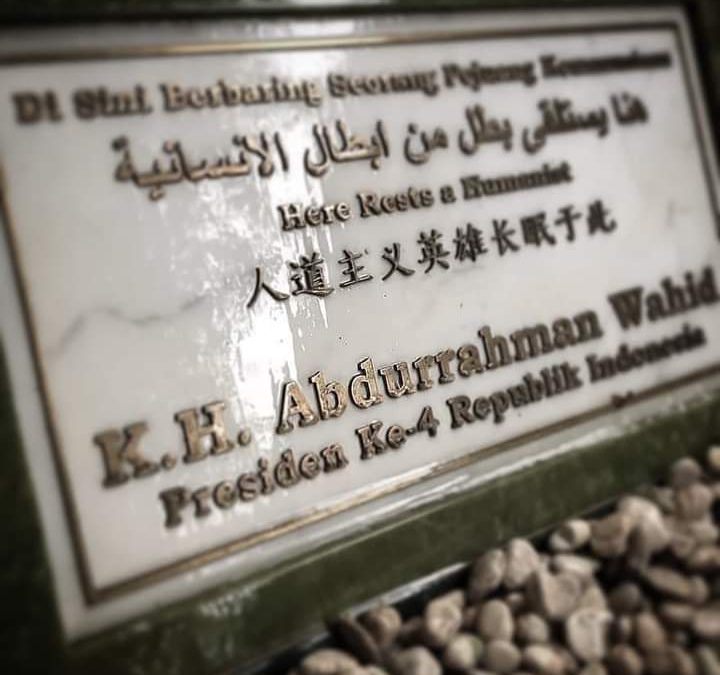 Di Sini Berbaring Seorang Pejuang Kemanusiaan
هنا يستلقى بطل من ابطال الانسانية
Here Rests a Humanist
人道主义英雄长眠于此
K.H. Abdurrahman Wahid
Presiden Ke-4 Republik Indonesia